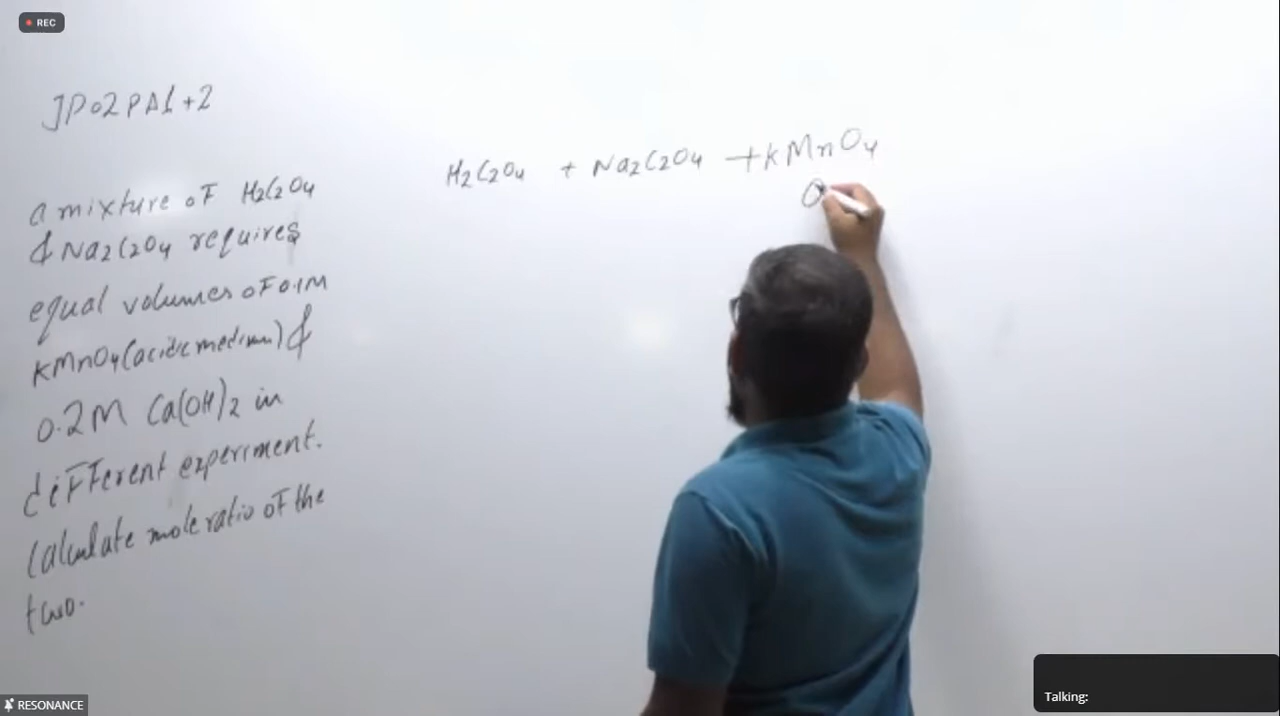 REC
JP02PA1+2
a mixture of H2C2O4
& Na2C2O4 requires
equal volumes of 0.1M
KMnO4(acidic medium) &
0.2M Ca(OH)2 in
different experiment.
Calculate mole ratio of the
two.
H2C2O4 + Na2C2O4 + KMnO4
RESONANCE
Talking: